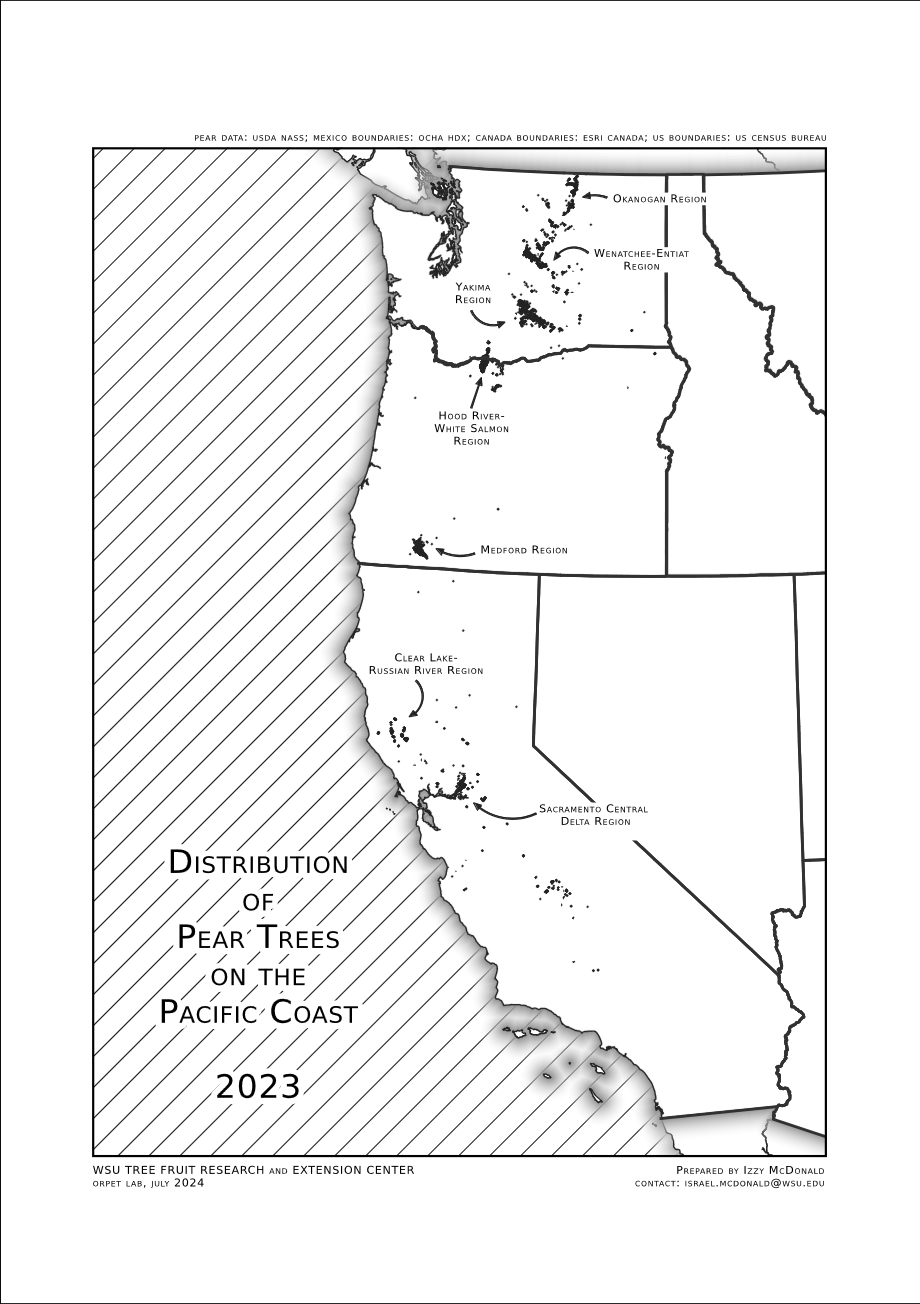 PEAR DATA: USDA NASS; MEXICO BOUNDARIES: OCHA HDX; CANADA BOUNDARIES: ESRI CANADA; US BOUNDARIES: US CENSUS BUREAU
Okanogan Region
Wenatchee-Entiat
Region
Yakima
Region
Hood River-
White Salmon
Region
Medford Region
Clear Lake-
Russian River Region
Sacramento Central
Delta Region
Distribution
of
Pear Trees
on the
Pacific Coast
2023
WSU TREE FRUIT RESEARCH and EXTENSION CENTER
orpet lab, july 2024
Prepared by Izzy McDonald
contact: israel.mcdonald@wsu.edu